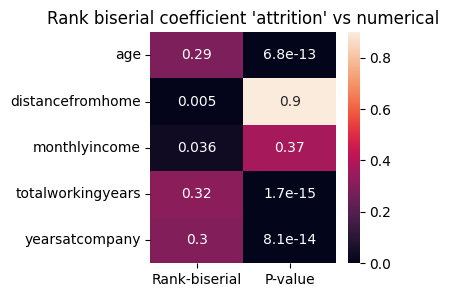 Rank biserial coefficient 'attrition' vs numerical
age 0.29 6.8e-13
distancefromhome 0.005 0.9
monthlyincome 0.036 0.37
totalworkingyears 0.32 1.7e-15
yearsatcompany 0.3 8.1e-14
Rank-biserial P-value
0.8
0.6
0.4
0.2
0.0